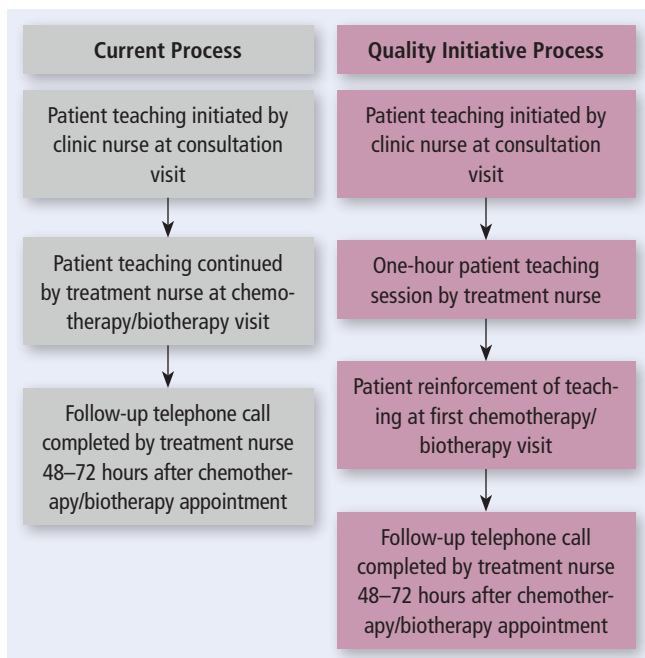 Current Process
Patient teaching initiated by
clinic nurse at consultation
visit
Patient teaching continued
by treatment nurse at chemo-
therapy/biotherapy visit
Follow-up telephone call
completed by treatment nurse
48–72 hours after chemother-
apy/biotherapy appointment
Quality Initiative Process
Patient teaching initiated by
clinic nurse at consultation
visit
One-hour patient teaching
session by treatment nurse
Patient reinforcement of teach-
ing at first chemotherapy/
biotherapy visit
Follow-up telephone call
completed by treatment nurse
48–72 hours after chemother-
apy/biotherapy appointment